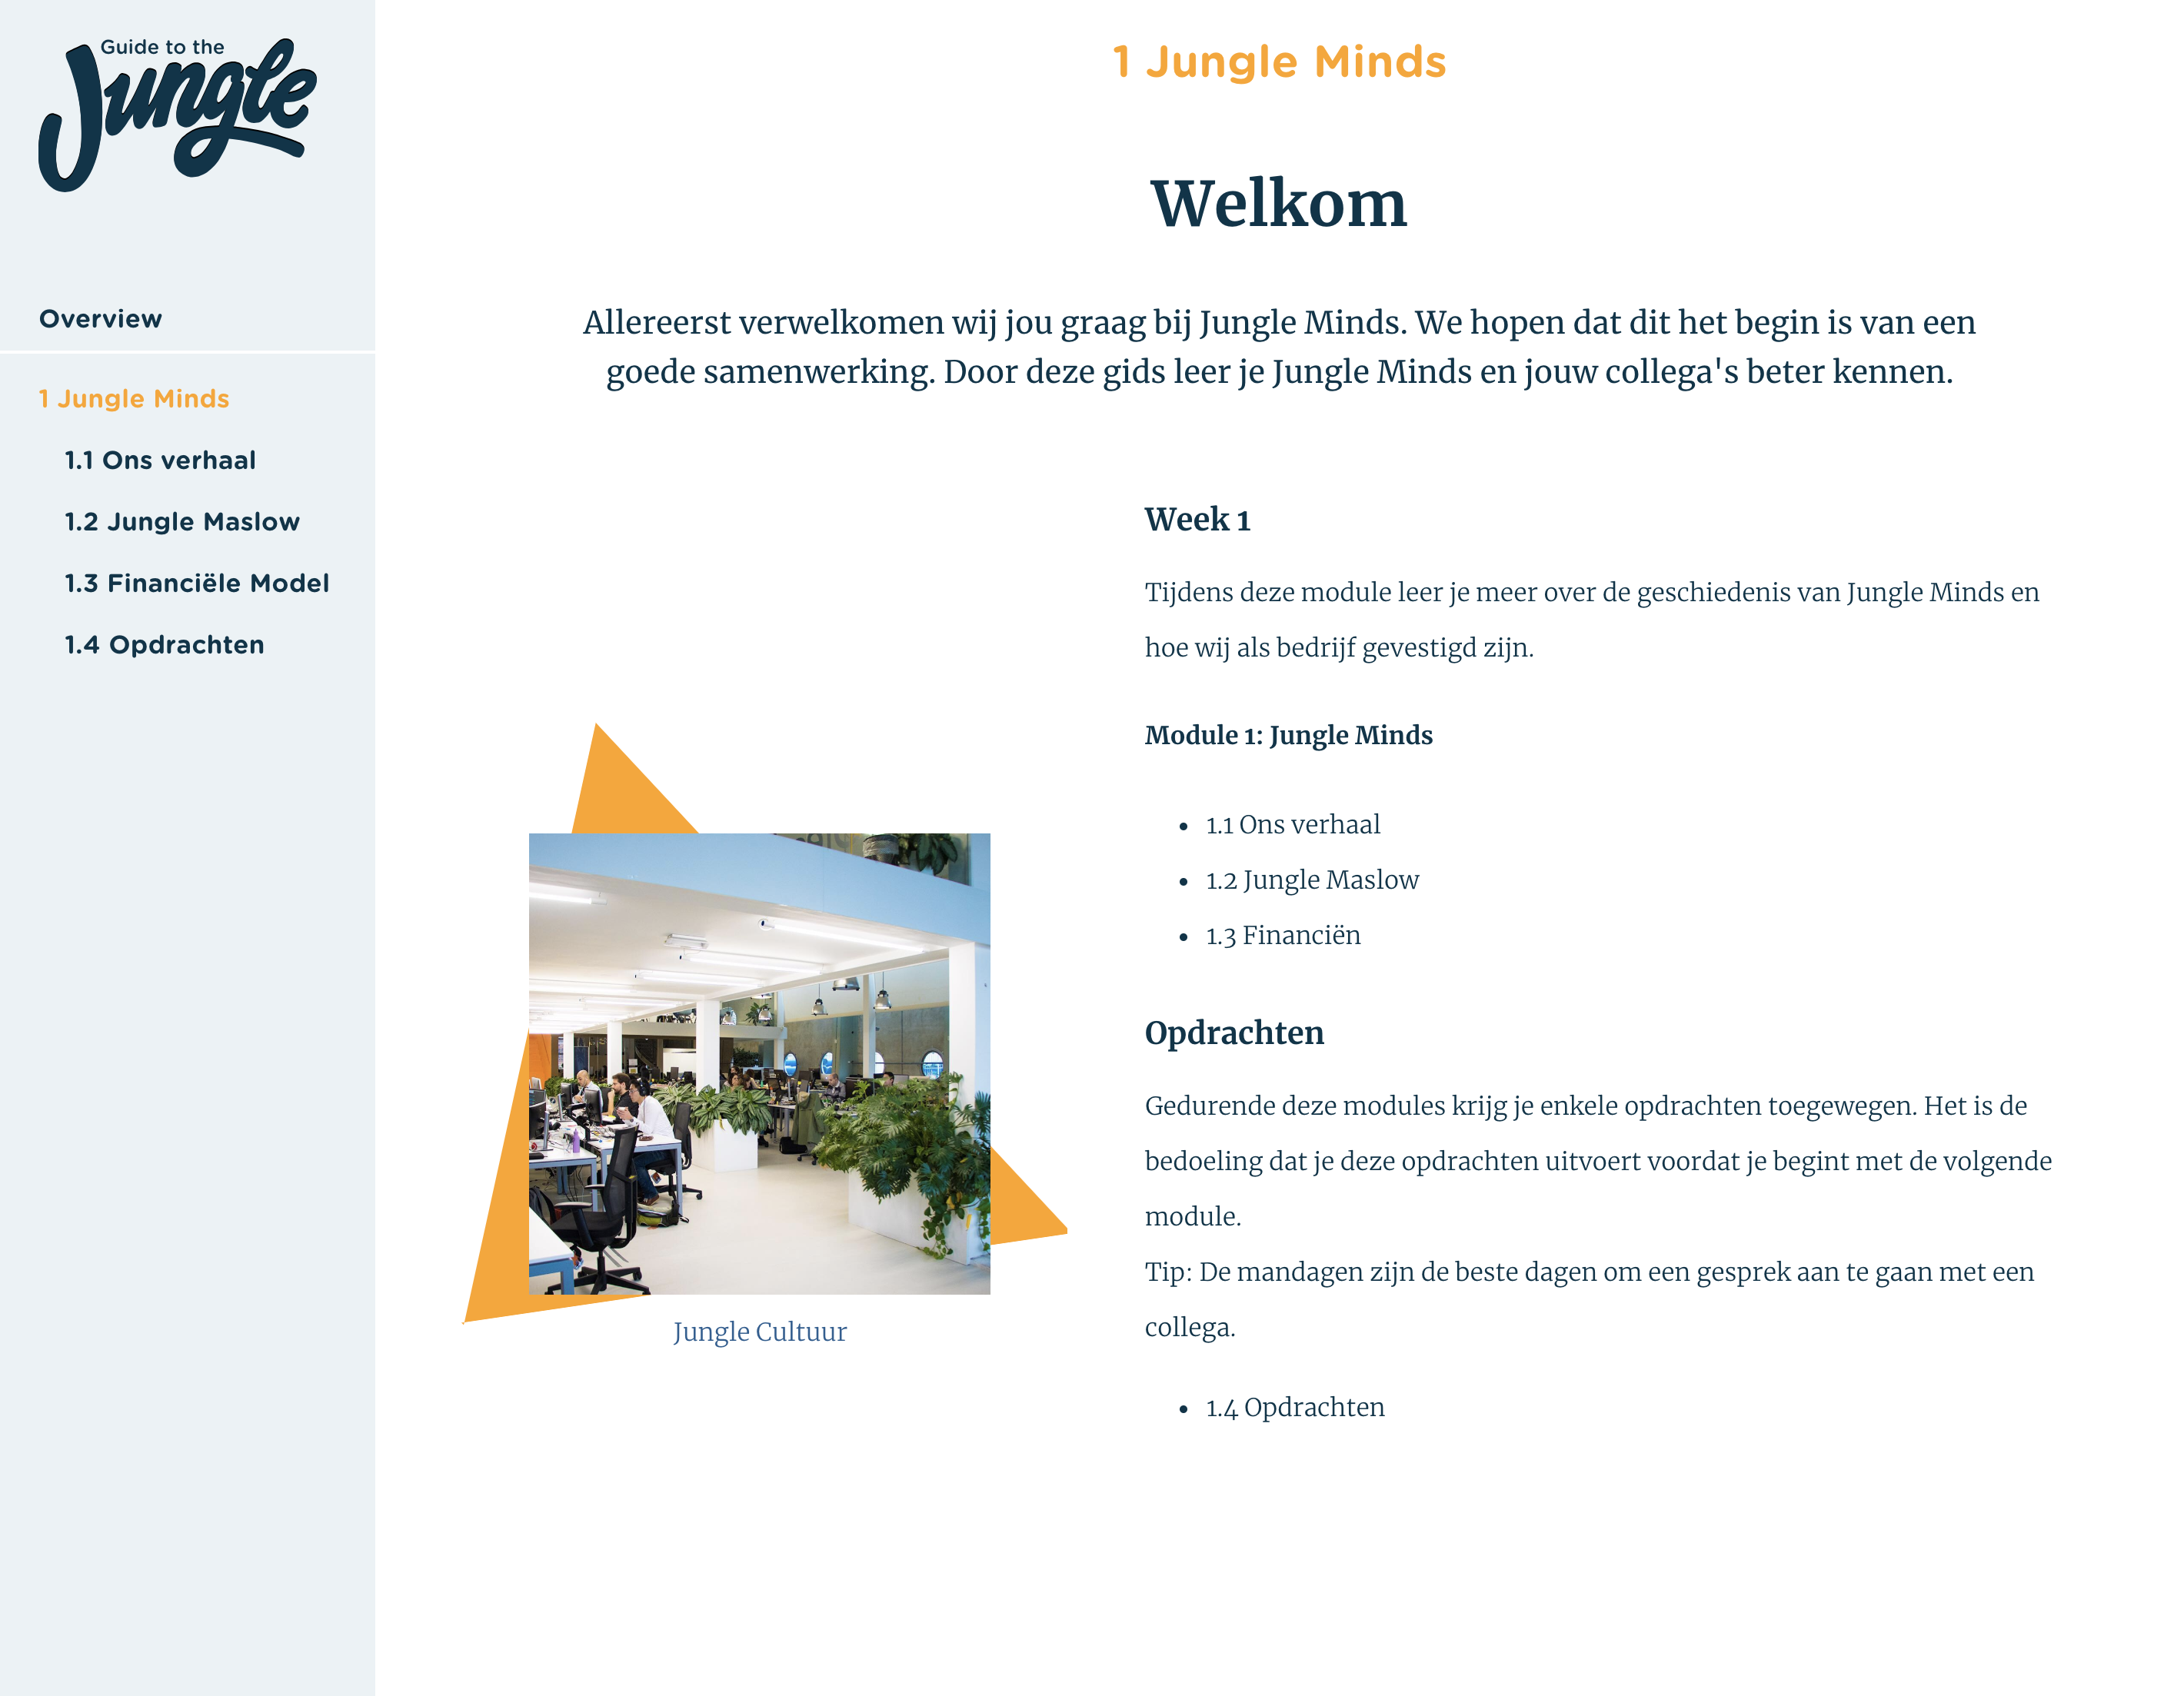 Guide to the
Jungle
Overview
1 Jungle Minds
1.1 Ons verhaal
1.2 Jungle Maslow
1.3 Financiële Model
1.4 Opdrachten
1 Jungle Minds
Welkom
Allereerst verwelkomen wij jou graag bij Jungle Minds. We hopen dat dit het begin is van een
goede samenwerking. Door deze gids leer je Jungle Minds en jouw collega's beter kennen.
Week 1
Tijdens deze module leer je meer over de geschiedenis van Jungle Minds en
hoe wij als bedrijf gevestigd zijn.
Module 1: Jungle Minds
• 1.1 Ons verhaal
• 1.2 Jungle Maslow
• 1.3 Financiën
Opdrachten
Gedurende deze modules krijg je enkele opdrachten toegewegen. Het is de
bedoeling dat je deze opdrachten uitvoert voordat je begint met de volgende
module.
Tip: De mandagen zijn de beste dagen om een gesprek aan te gaan met een
collega.
• 1.4 Opdrachten
Jungle Cultuur